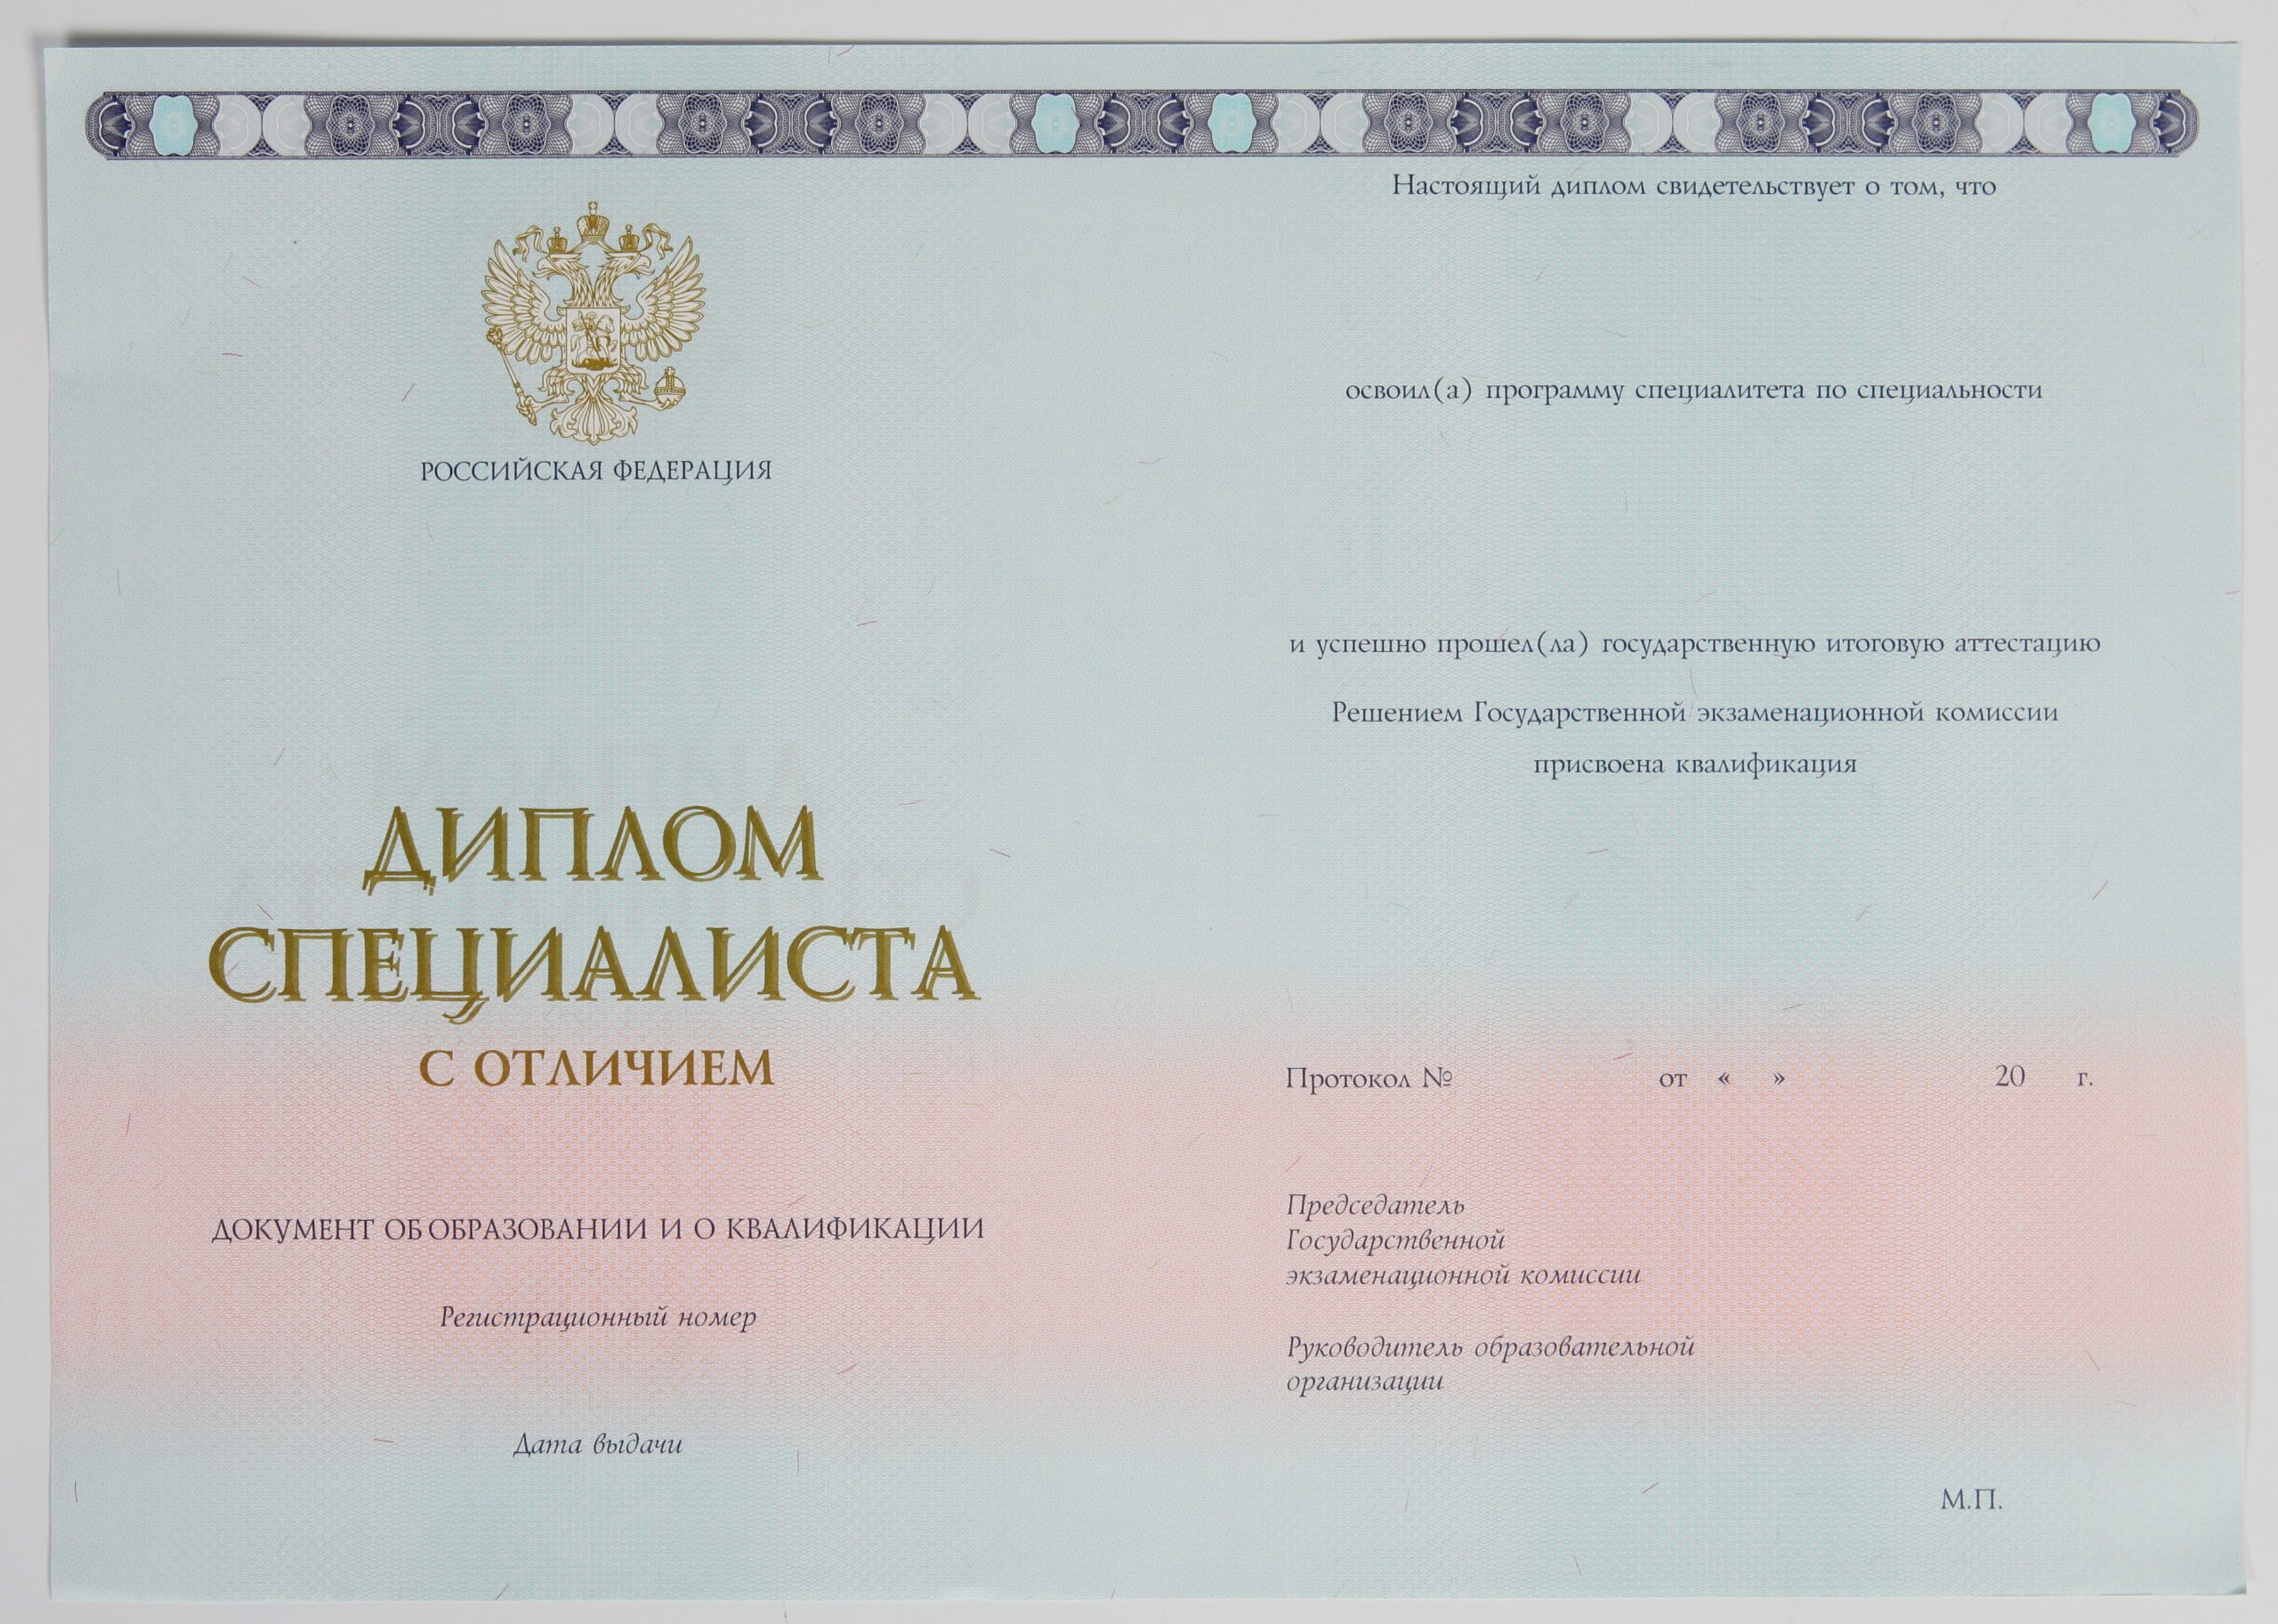 РОССИЙСКАЯ ФЕДЕРАЦИЯ
ДИПЛОМ
СПЕЦИАЛИСТА
С ОТЛИЧИЕМ
ДОКУМЕНТ ОБ ОБРАЗОВАНИИ И О КВАЛИФИКАЦИИ
Регистрационный номер
Дата выдачи
Настоящий диплом свидетельствует о том, что
освоил(а) программу специалитета по специальности
и успешно прошел(ла) государственную итоговую аттестацию
Решением Государственной экзаменационной комиссии
присвоена квалификация
Протокол № от « » 20 г.
Председатель
Государственной
экзаменационной комиссии
Руководитель образовательной
организации
М.П.